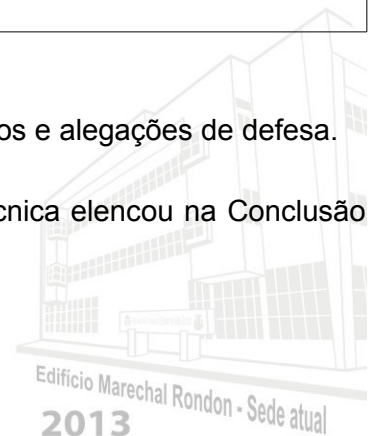 os e alegações de defesa.
cnica elencou na Conclusão
Edifício Marechal Rondon - Sede atual
2013